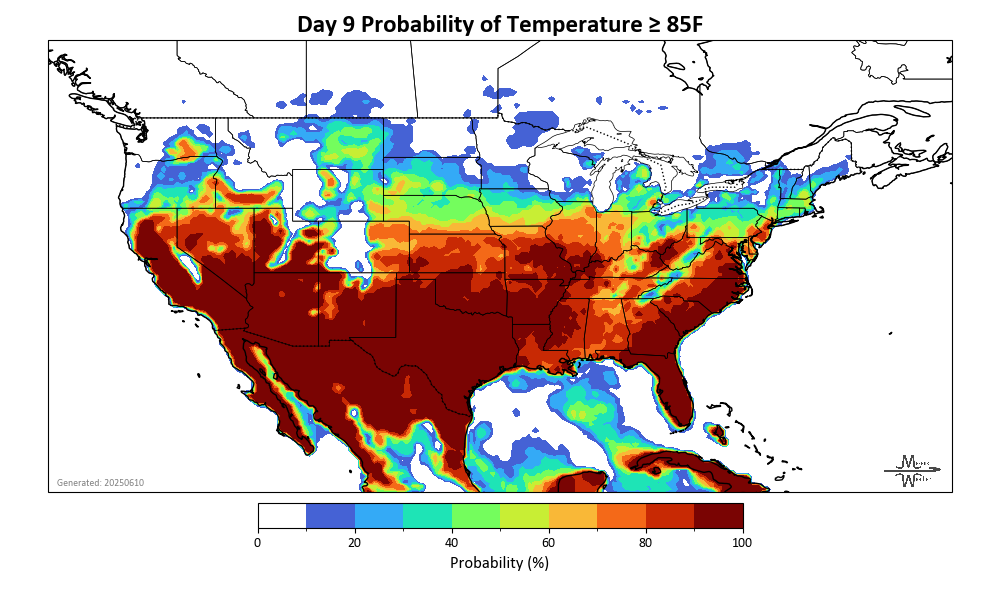 Day 9 Probability of Temperature ≥ 85F
Generated: 20250610
0 20 40 60 80 100
Probability (%)